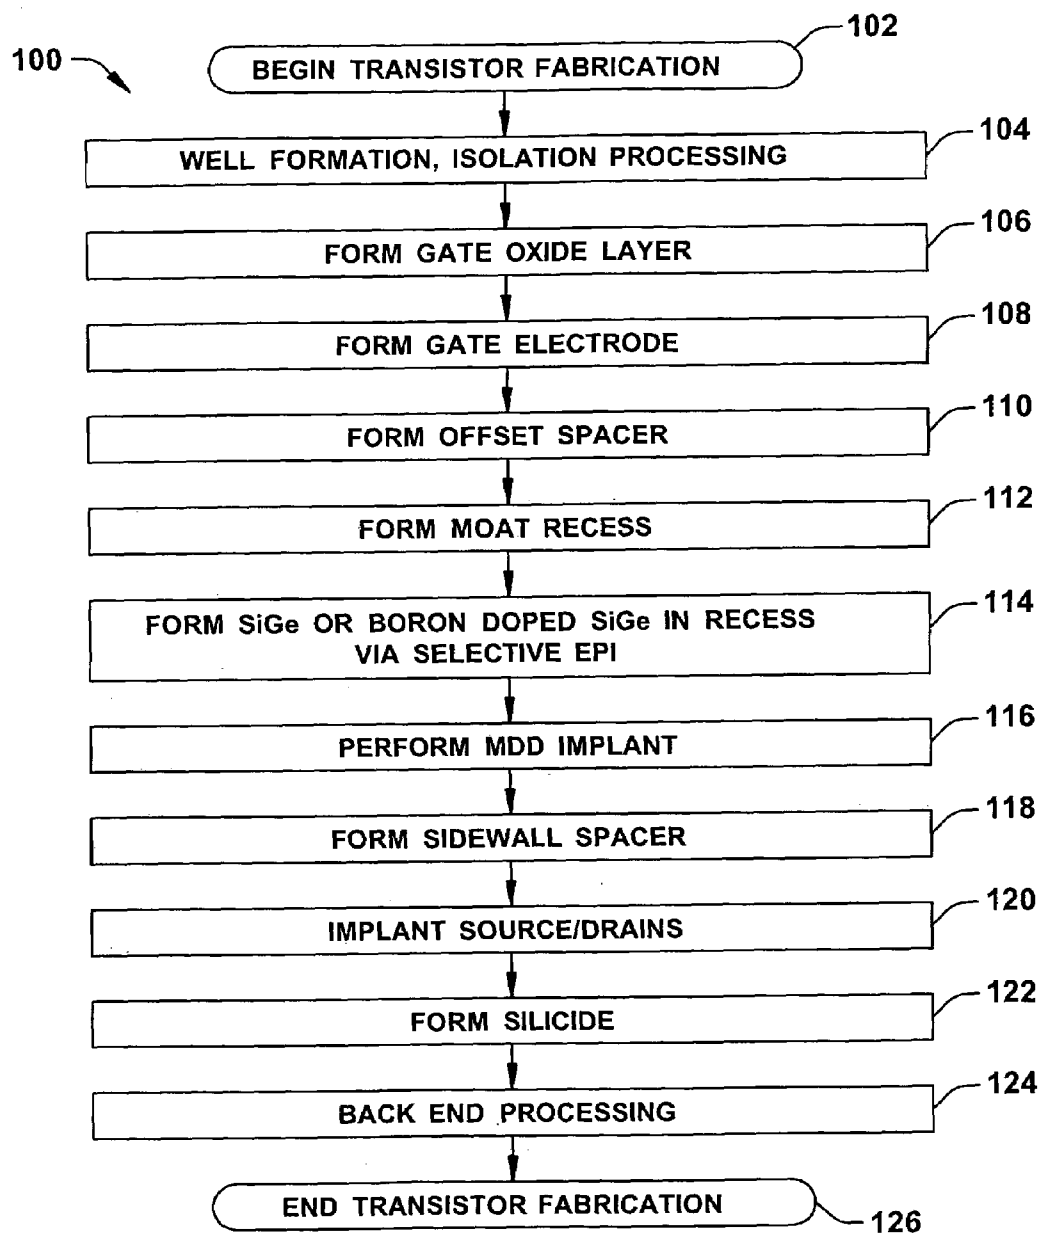 102
100
BEGIN TRANSISTOR FABRICATION
104
WELL FORMATION, ISOLATION PROCESSING
106
FORM GATE OXIDE LAYER
108
FORM GATE ELECTRODE
110
FORM OFFSET SPACER
112
FORM MOAT RECESS
114
FORM SiGe OR BORON DOPED SiGe IN RECESS
VIA SELECTIVE EPI
116
PERFORM MDD IMPLANT
118
FORM SIDEWALL SPACER
120
IMPLANT SOURCE/DRAINS
122
FORM SILICIDE
124
BACK END PROCESSING
END TRANSISTOR FABRICATION
126